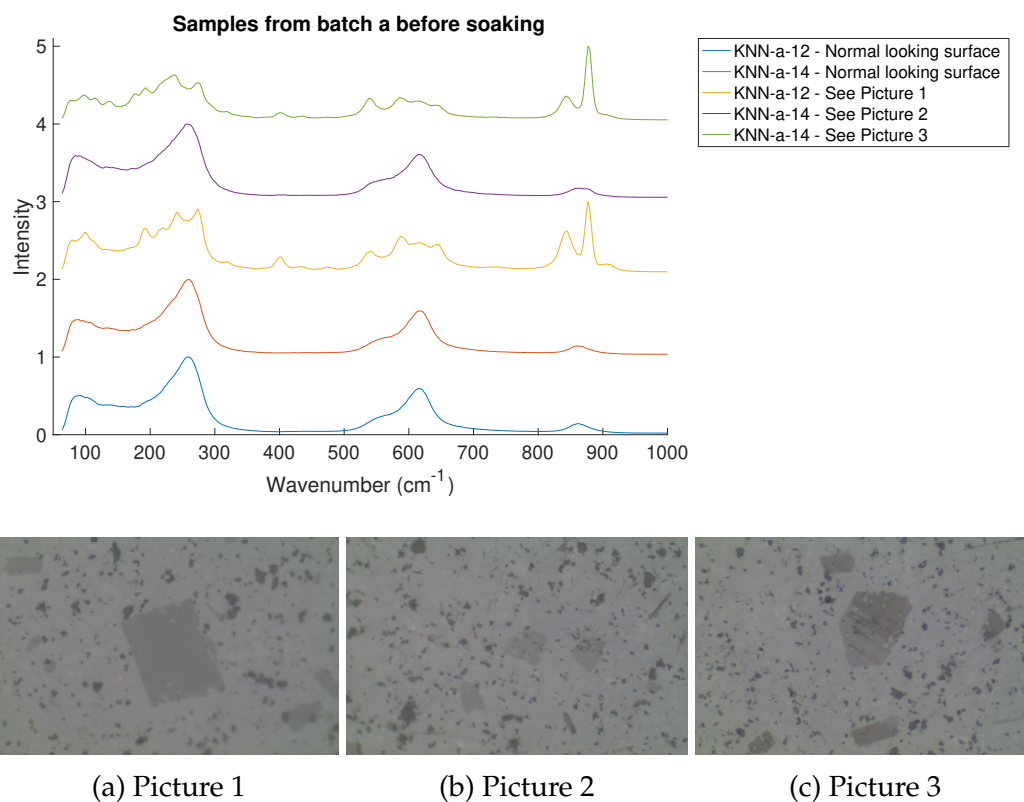 Samples from batch a before soaking
KNN-a-12 - Normal looking surface
KNN-a-14 - Normal looking surface
KNN-a-12 - See Picture 1
KNN-a-14 - See Picture 2
KNN-a-14 - See Picture 3
Intensity
5
4
3
2
1
0
100 200 300 400 500 600 700 800 900 1000
Wavenumber (cm⁻¹)
(a) Picture 1 (b) Picture 2 (c) Picture 3